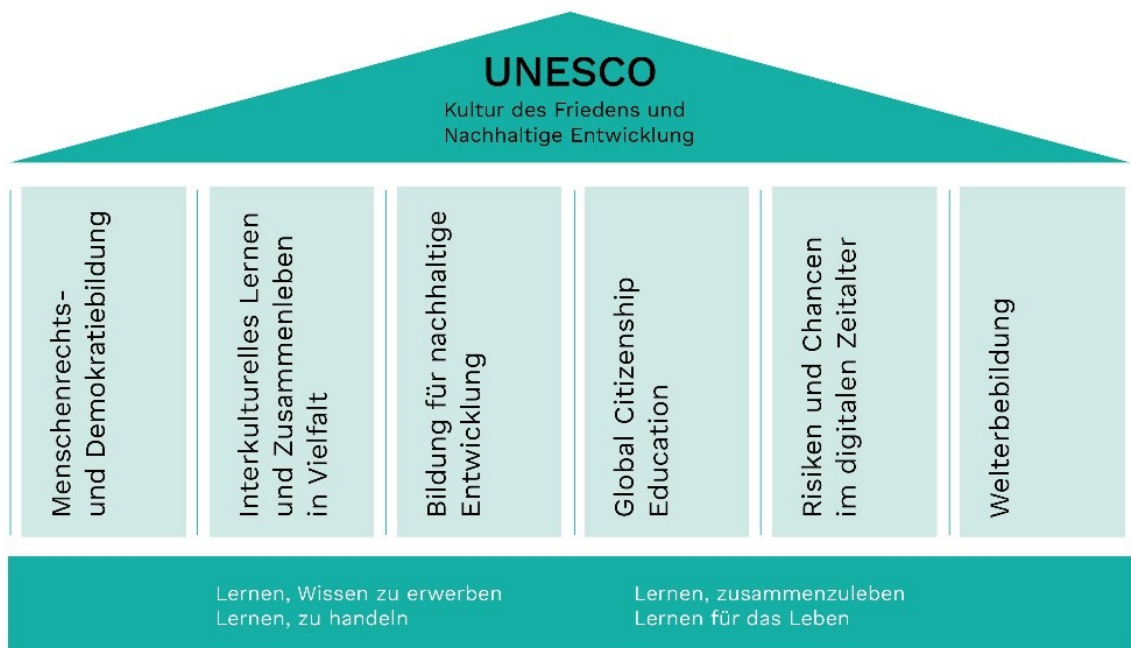 UNESCO
Kultur des Friedens und
Nachhaltige Entwicklung
Menschenrechts-
und Demokratiebildung
Interkulturelles Lernen
und Zusammenleben
in Vielfalt
Bildung für nachhaltige
Entwicklung
Global Citizenship
Education
Risiken und Chancen
im digitalen Zeitalter
Welterbebildung
Lernen, Wissen zu erwerben
Lernen, zu handeln
Lernen, zusammenzuleben
Lernen für das Leben